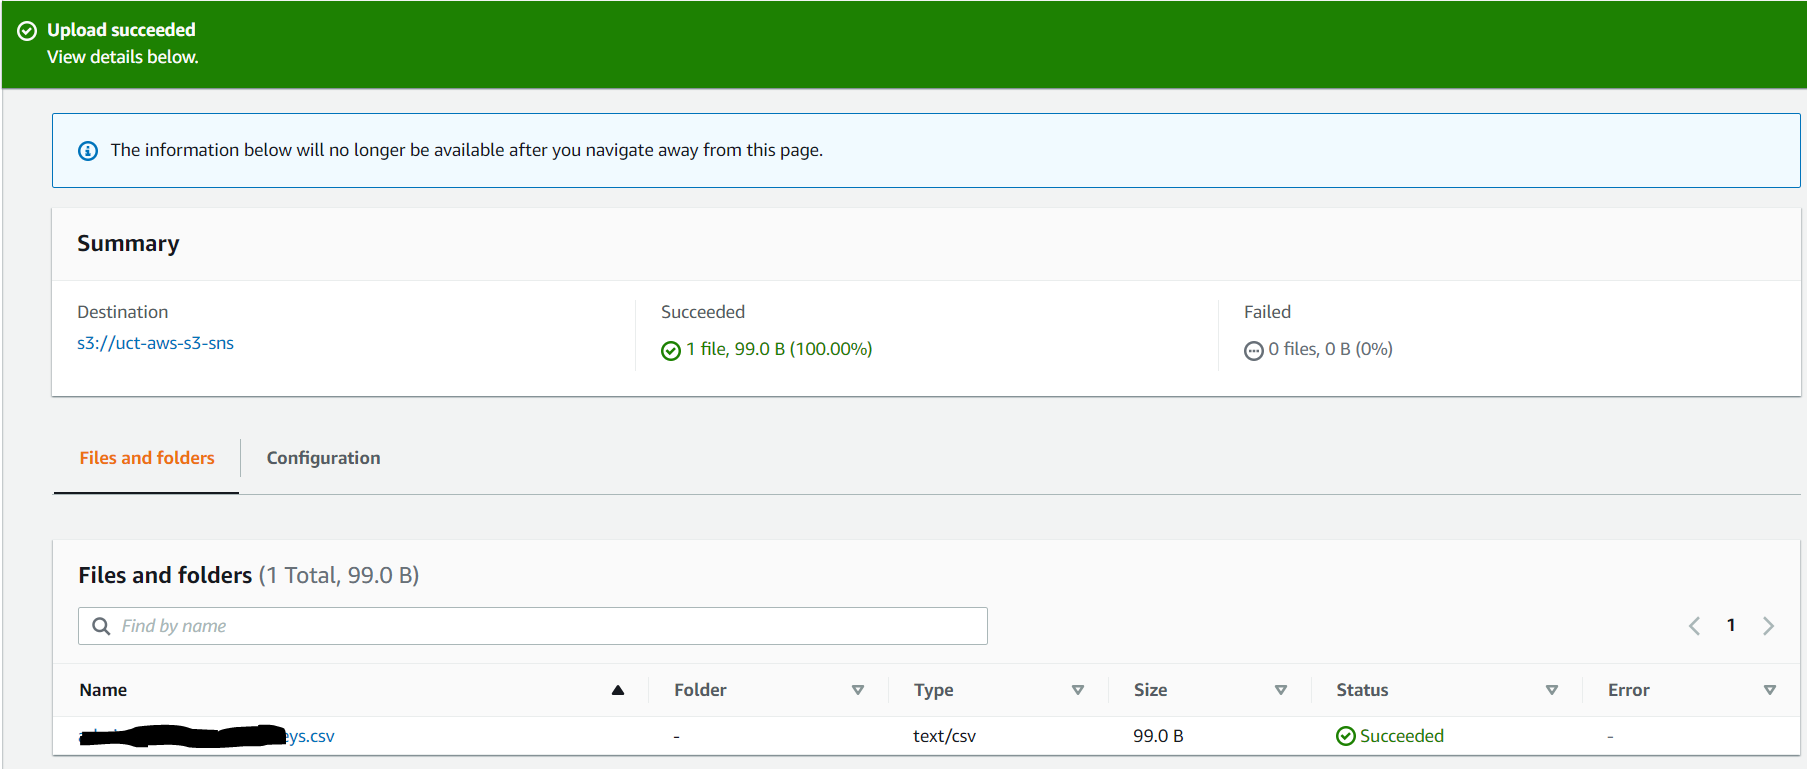 Upload succeeded
View details below.
The information below will no longer be available after you navigate away from this page.
Summary
Destination
s3://uct-aws-s3-sns
Succeeded
1 file, 99.0 B (100.00%)
Failed
0 files, 0 B (0%)
Files and folders
Configuration
Files and folders (1 Total, 99.0 B)
Find by name
1
Name Folder Type Size Status Error
eys.csv - text/csv 99.0 B Succeeded -